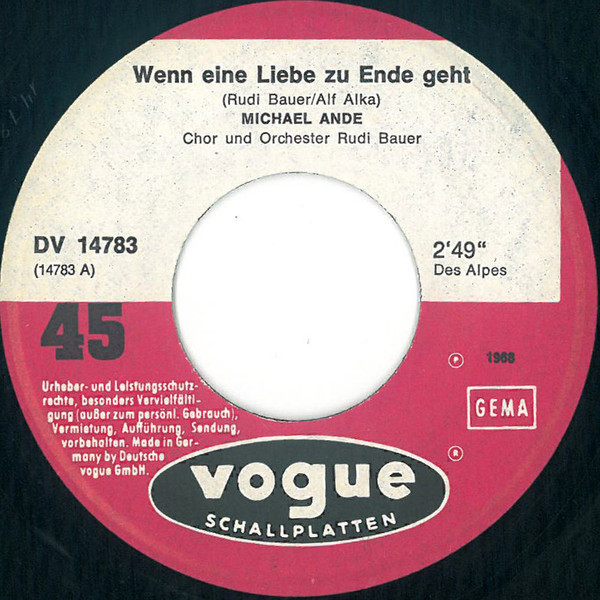 Wenn eine Liebe zu Ende geht
(Rudi Bauer/Alf Alka)
MICHAEL ANDE
Chor und Orchester Rudi Bauer
DV 14783
(14783 A)
2'49"
Des Alpes
45
℗ 1968
Urheber- und Leistungsschutz-
rechte, besonders Vervielfälti-
gung (außer zum persönl. Gebrauch),
Vermietung, Aufführung, Sendung,
vorbehalten. Made in Ger-
many by Deutsche
vogue GmbH.
GEMA
®
vogue
SCHALLPLATTEN